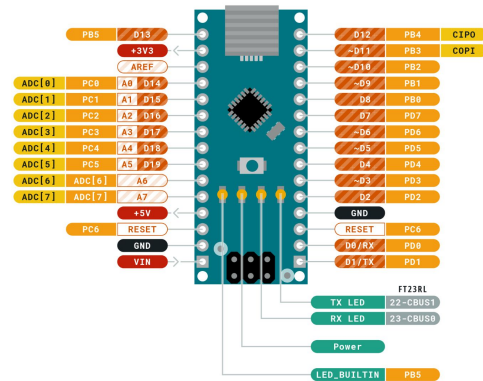 PB5 D13 D12 PB4 CIPO
+3V3 ~D11 PB3 COPI
AREF ~D10 PB2
ADC[0] PC0 A0 D14 ~D9 PB1
ADC[1] PC1 A1 D15 D8 PB0
ADC[2] PC2 A2 D16 D7 PD7
ADC[3] PC3 A3 D17 ~D6 PD6
ADC[4] PC4 A4 D18 ~D5 PD5
ADC[5] PC5 A5 D19 D4 PD4
ADC[6] ADC[6] A6 ~D3 PD3
ADC[7] ADC[7] A7 D2 PD2
+5V GND
PC6 RESET RESET PC6
GND D0/RX PD0
VIN D1/TX PD1
FT23RL
TX LED 22-CBUS1
RX LED 23-CBUS0
Power
LED_BUILTIN PB5